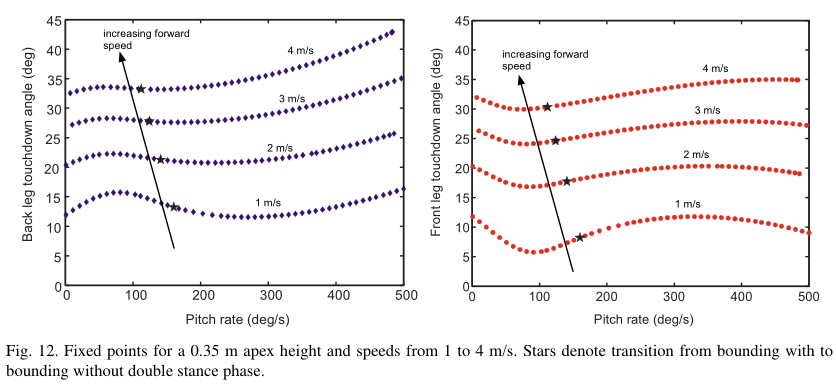 45
40
35
30
25
20
15
10
5
0
Back leg touchdown angle (deg)
increasing forward
speed
4 m/s
3 m/s
2 m/s
1 m/s
0 100 200 300 400 500
Pitch rate (deg/s)
45
40
35
30
25
20
15
10
5
0
Front leg touchdown angle (deg)
increasing forward
speed
4 m/s
3 m/s
2 m/s
1 m/s
0 100 200 300 400 500
Pitch rate (deg/s)
Fig. 12. Fixed points for a 0.35 m apex height and speeds from 1 to 4 m/s. Stars denote transition from bounding with to
bounding without double stance phase.